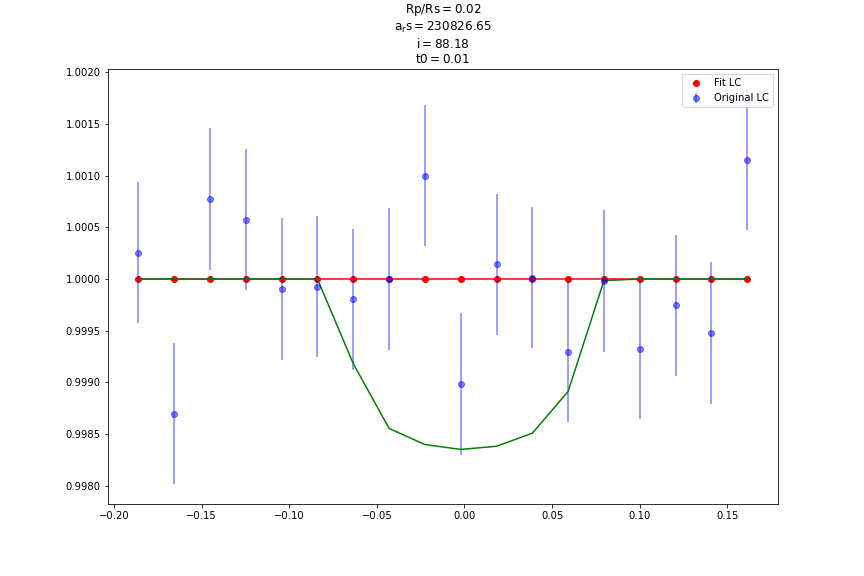 Rp/Rs = 0.02
a_rs = 230826.65
i = 88.18
t0 = 0.01
1.0020
1.0015
1.0010
1.0005
1.0000
0.9995
0.9990
0.9985
0.9980
Fit LC
Original LC
−0.20 −0.15 −0.10 −0.05 0.00 0.05 0.10 0.15